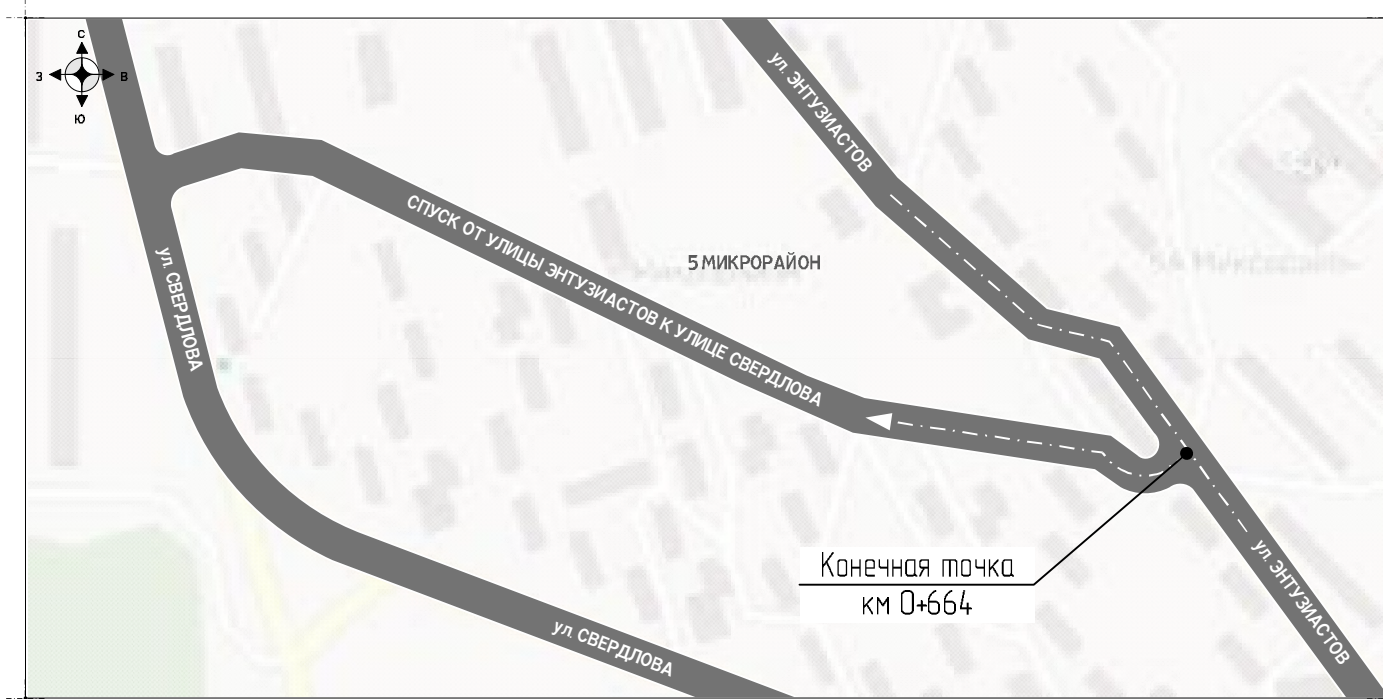 С
З
В
Ю
ул. ЭНТУЗИАСТОВ
СПУСК ОТ УЛИЦЫ ЭНТУЗИАСТОВ К УЛИЦЕ СВЕРДЛОВА
5 МИКРОРАЙОН
ул. СВЕРДЛОВА
Конечная точка
км 0+664
ул. ЭНТУЗИАСТОВ
ул. СВЕРДЛОВА